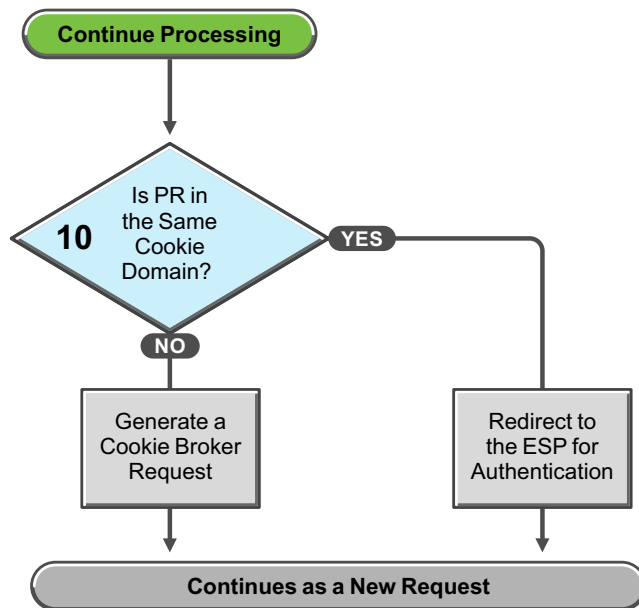 Continue Processing
Is PR in
the Same
10
Cookie
Domain?
YES
NO
Generate a
Cookie Broker
Request
Redirect to
the ESP for
Authentication
Continues as a New Request